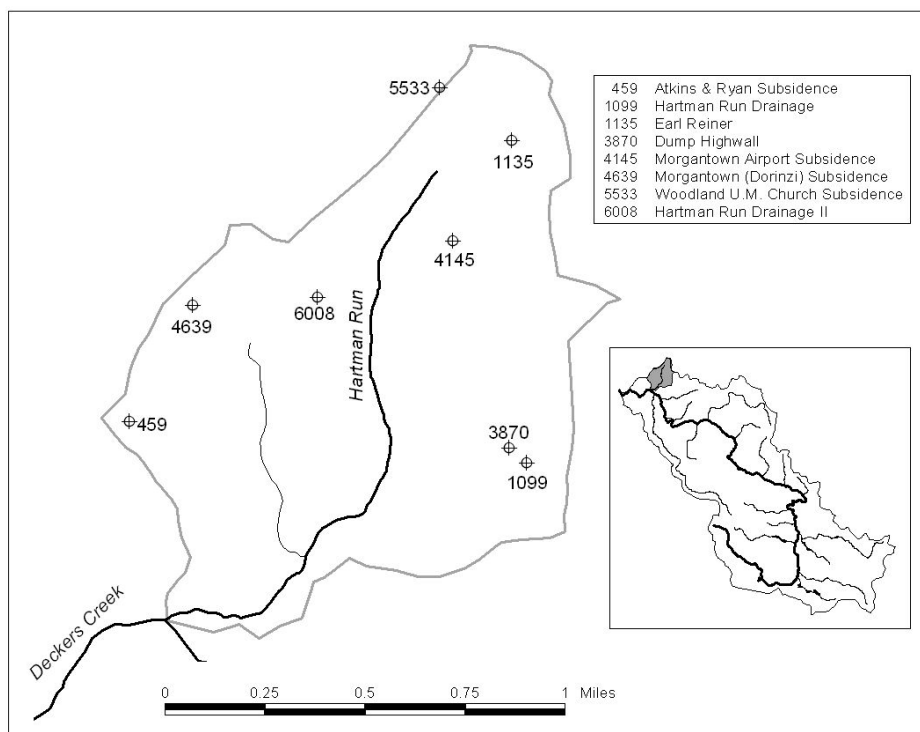 5533
1135
4145
6008
4639
Hartman Run
459
3870
1099
Deckers Creek
459 Atkins & Ryan Subsidence
1099 Hartman Run Drainage
1135 Earl Reiner
3870 Dump Highwall
4145 Morgantown Airport Subsidence
4639 Morgantown (Dorinzi) Subsidence
5533 Woodland U.M. Church Subsidence
6008 Hartman Run Drainage II
0 0.25 0.5 0.75 1 Miles